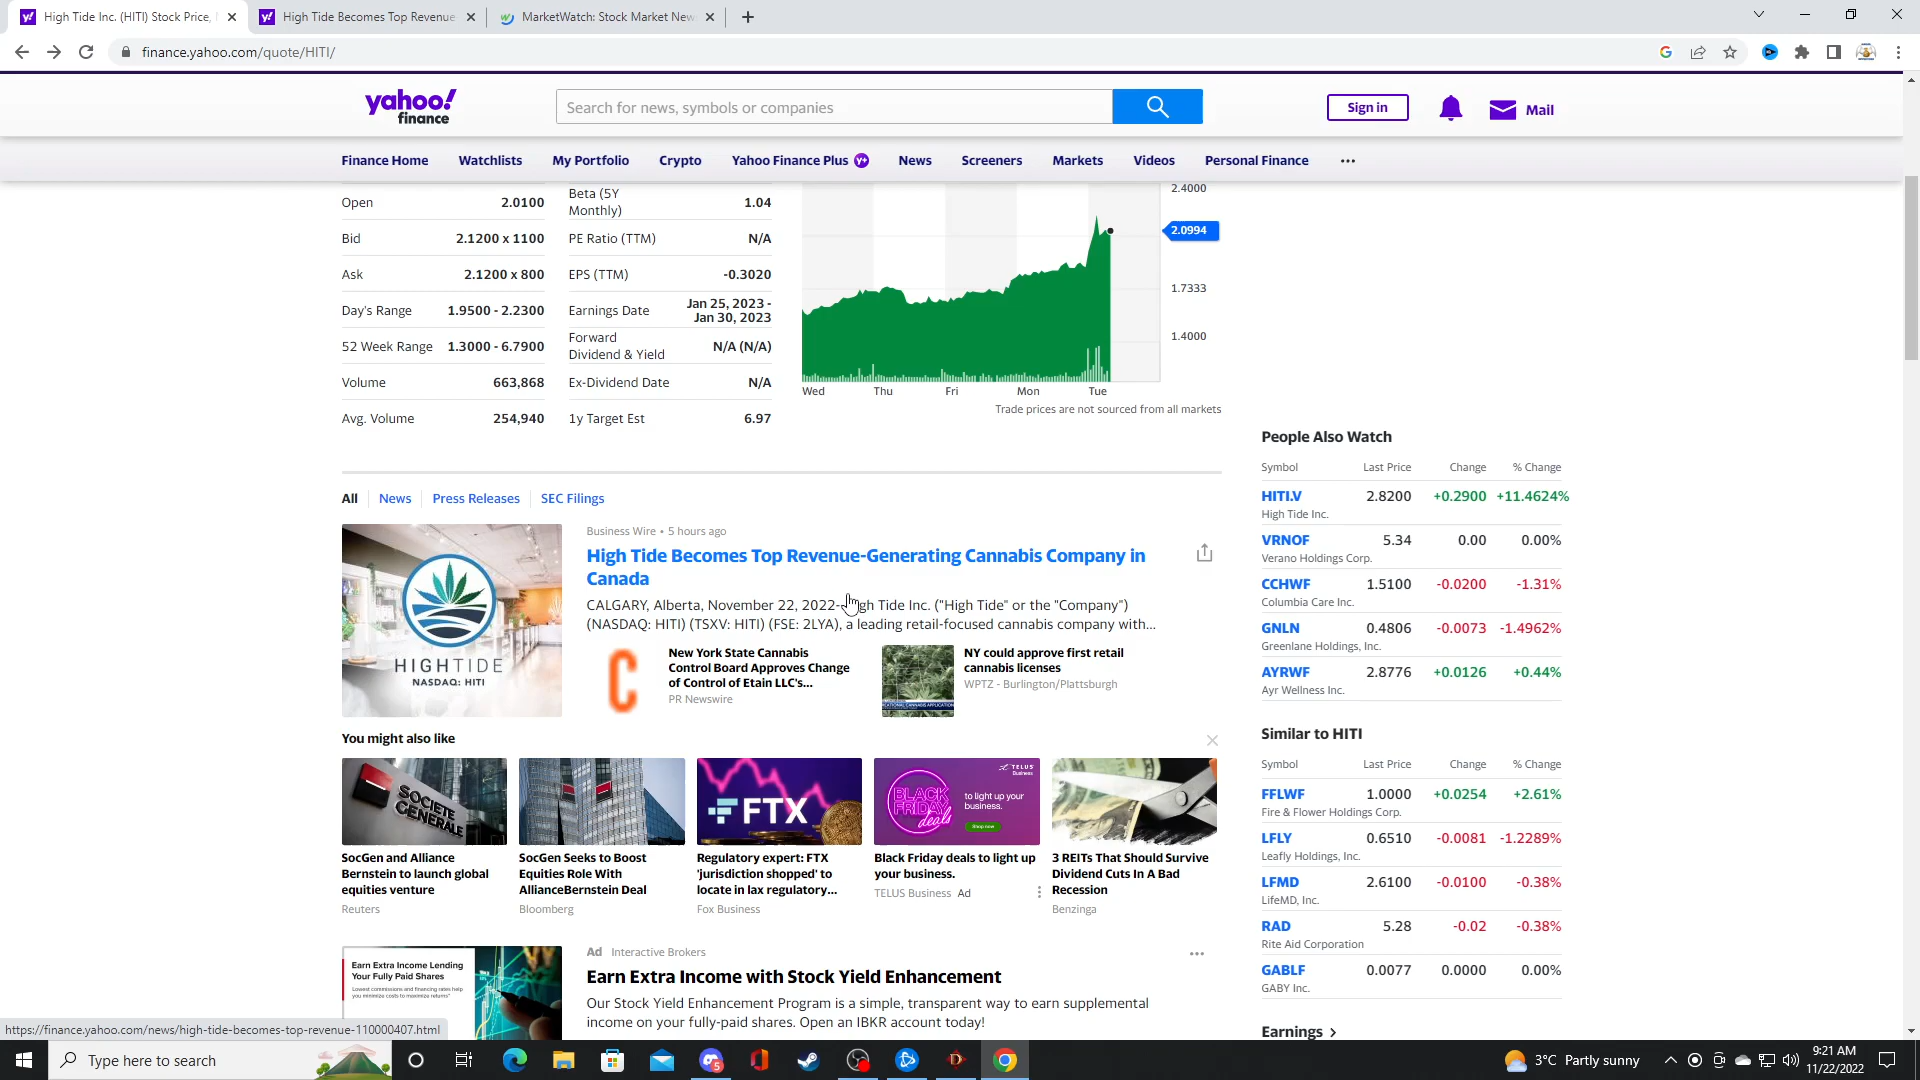 High Tide Inc. (HITI) Stock Price,
High Tide Becomes Top Revenue
MarketWatch: Stock Market New
finance.yahoo.com/quote/HITI/
yahoo!
finance
Search for news, symbols or companies
Sign in
Mail
Finance Home
Watchlists
My Portfolio
Crypto
Yahoo Finance Plus
News
Screeners
Markets
Videos
Personal Finance
Open 2.0100
Bid 2.1200 x 1100
Ask 2.1200 x 800
Day's Range 1.9500 - 2.2300
52 Week Range 1.3000 - 6.7900
Volume 663,868
Avg. Volume 254,940
Beta (5Y
Monthly) 1.04
PE Ratio (TTM) N/A
EPS (TTM) -0.3020
Earnings Date Jan 25, 2023 -
Jan 30, 2023
Forward
Dividend & Yield N/A (N/A)
Ex-Dividend Date N/A
1y Target Est 6.97
2.4000
2.0994
1.7333
1.4000
Wed Thu Fri Mon Tue
Trade prices are not sourced from all markets
All
News
Press Releases
SEC Filings
HIGHTIDE
NASDAQ: HITI
Business Wire • 5 hours ago
High Tide Becomes Top Revenue-Generating Cannabis Company in
Canada
CALGARY, Alberta, November 22, 2022--High Tide Inc. ("High Tide" or the "Company")
(NASDAQ: HITI) (TSXV: HITI) (FSE: 2LYA), a leading retail-focused cannabis company with...
New York State Cannabis
Control Board Approves Change
of Control of Etain LLC's...
PR Newswire
NY could approve first retail
cannabis licenses
WPTZ - Burlington/Plattsburgh
You might also like
SOCIETE
GENERALE
SocGen and Alliance
Bernstein to launch global
equities venture
Reuters
SocGen Seeks to Boost
Equities Role With
AllianceBernstein Deal
Bloomberg
FTX
Regulatory expert: FTX
'jurisdiction shopped' to
locate in lax regulatory...
Fox Business
TELUS
Business
BLACK
FRIDAY
deals
to light up your
business.
Shop now
Black Friday deals to light up
your business.
TELUS Business Ad
3 REITs That Should Survive
Dividend Cuts In A Bad
Recession
Benzinga
Earn Extra Income Lending
Your Fully Paid Shares
Ad Interactive Brokers
Earn Extra Income with Stock Yield Enhancement
Our Stock Yield Enhancement Program is a simple, transparent way to earn supplemental
income on your fully-paid shares. Open an IBKR account today!
People Also Watch
Symbol Last Price Change % Change
HITI.V 2.8200 +0.2900 +11.4624%
High Tide Inc.
VRNOF 5.34 0.00 0.00%
Verano Holdings Corp.
CCHWF 1.5100 -0.0200 -1.31%
Columbia Care Inc.
GNLN 0.4806 -0.0073 -1.4962%
Greenlane Holdings, Inc.
AYRWF 2.8776 +0.0126 +0.44%
Ayr Wellness Inc.
Similar to HITI
Symbol Last Price Change % Change
FFLWF 1.0000 +0.0254 +2.61%
Fire & Flower Holdings Corp.
LFLY 0.6510 -0.0081 -1.2289%
Leafly Holdings, Inc.
LFMD 2.6100 -0.0100 -0.38%
LifeMD, Inc.
RAD 5.28 -0.02 -0.38%
Rite Aid Corporation
GABLF 0.0077 0.0000 0.00%
GABY Inc.
Earnings
https://finance.yahoo.com/news/high-tide-becomes-top-revenue-110000407.html
Type here to search
5
3°C Partly sunny
9:21 AM
11/22/2022